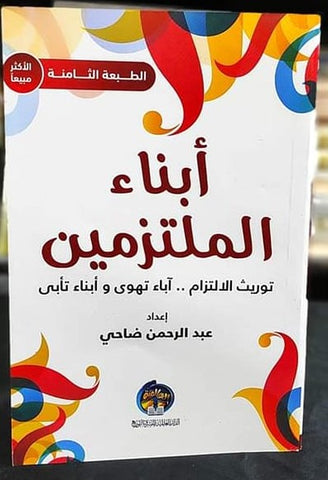 الأكثر
مبيعاً
الطبعة الثامنة
أبناء
الملتزمين
توريث الالتزام .. آباء تهوى و أبناء تأبى
إعداد
عبد الرحمن ضاحي